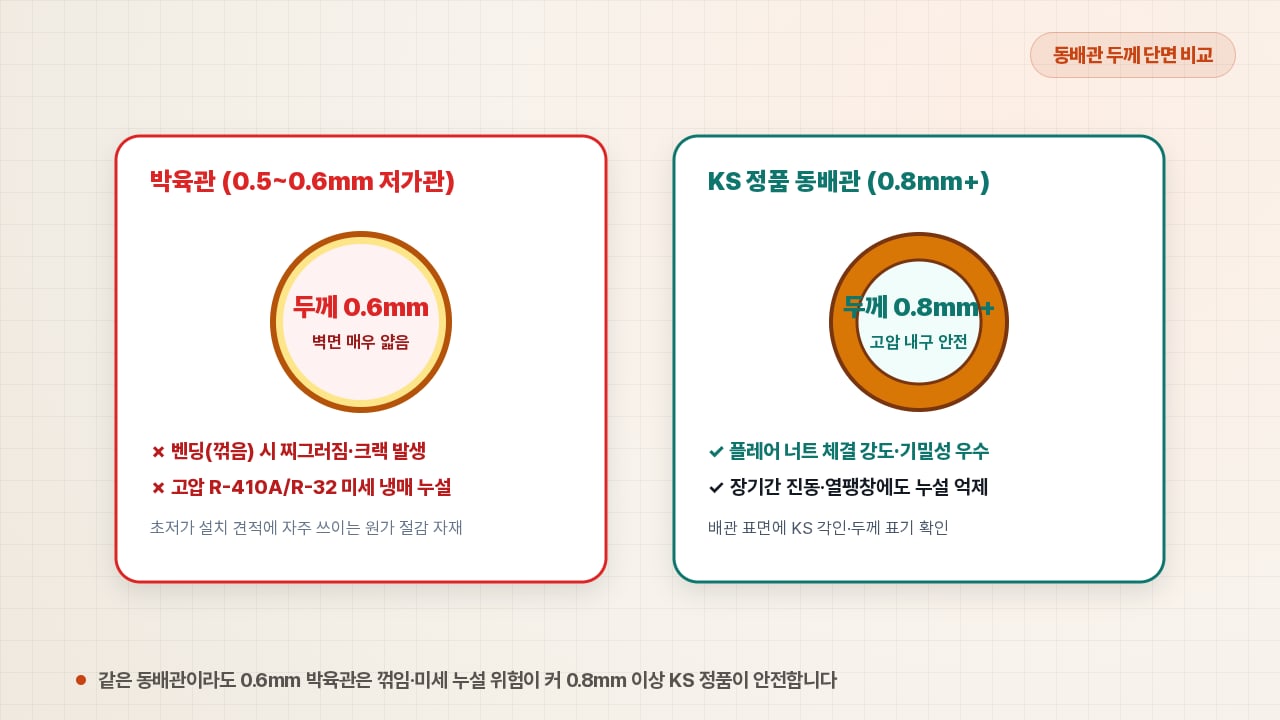 동배관 두께 단면 비교
박육관 (0.5~0.6mm 저가관)
두께 0.6mm
벽면 매우 얇음
× 벤딩(꺾음) 시 찌그러짐·크랙 발생
× 고압 R-410A/R-32 미세 냉매 누설
초저가 설치 견적에 자주 쓰이는 원가 절감 자재
KS 정품 동배관 (0.8mm+)
두께 0.8mm+
고압 내구 안전
✓ 플레어 너트 체결 강도·기밀성 우수
✓ 장기간 진동·열팽창에도 누설 억제
배관 표면에 KS 각인·두께 표기 확인
같은 동배관이라도 0.6mm 박육관은 꺾임·미세 누설 위험이 커 0.8mm 이상 KS 정품이 안전합니다